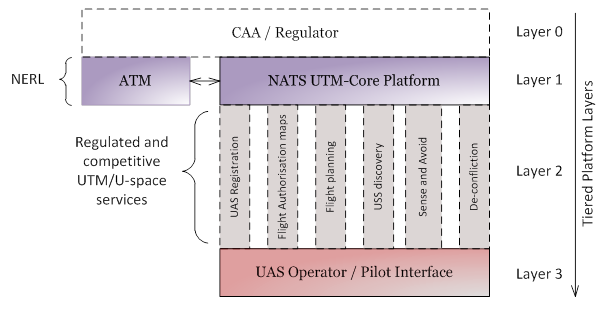 CAA / Regulator
Layer 0
NERL
ATM
NATS UTM-Core Platform
Layer 1
Regulated and
competitive
UTM/U-space
services
UAS Registration
Flight Authorisation maps
Flight planning
USS discovery
Sense and Avoid
De-confliction
Layer 2
UAS Operator / Pilot Interface
Layer 3
Tiered Platform Layers